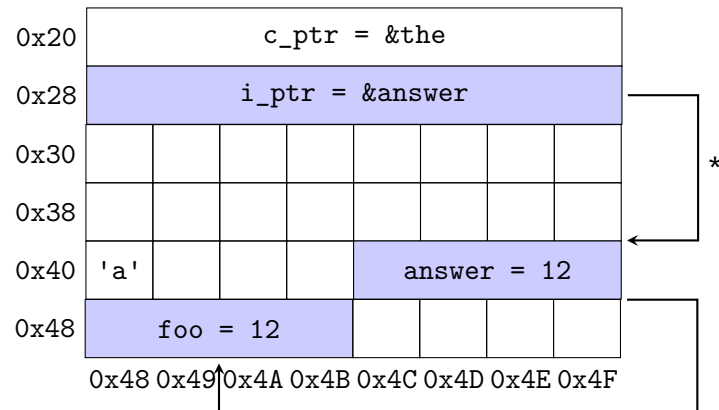 0x20 c_ptr = &the
0x28 i_ptr = &answer
0x30
*
0x38
0x40 'a' answer = 12
0x48 foo = 12
0x48 0x49 0x4A 0x4B 0x4C 0x4D 0x4E 0x4F